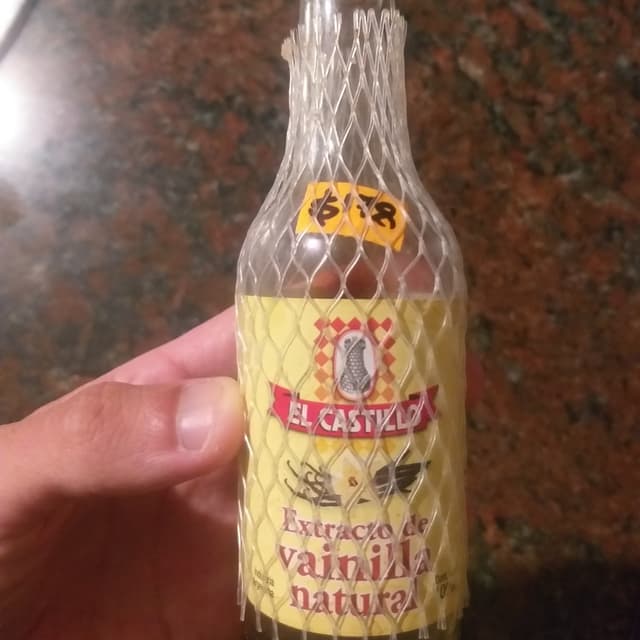 EL CASTILLO
Extracto de
vainilla
natural